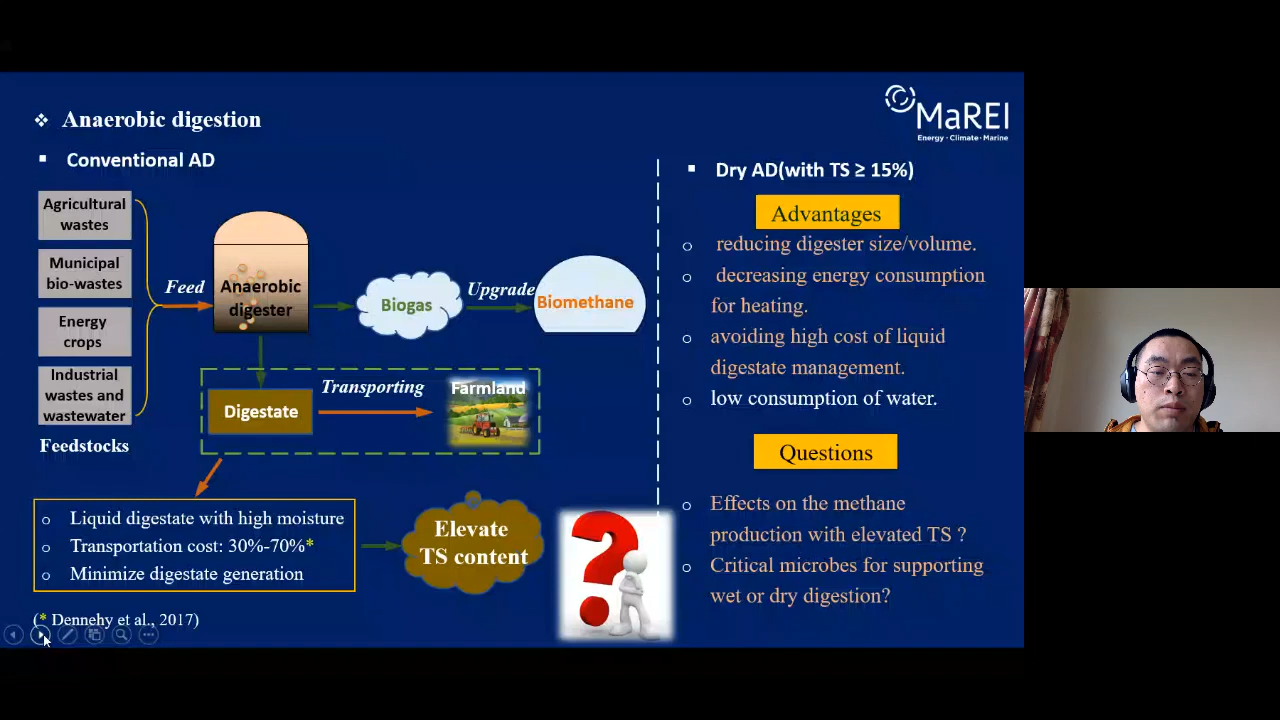 Anaerobic digestion
MaREI
Energy · Climate · Marine
Conventional AD
Agricultural
wastes
Municipal
bio-wastes
Energy
crops
Industrial
wastes and
wastewater
Feedstocks
Feed
Anaerobic
digester
Biogas
Upgrade
Biomethane
Digestate
Transporting
Farmland
Liquid digestate with high moisture
Transportation cost: 30%-70%*
Minimize digestate generation
Elevate
TS content
(* Dennehy et al., 2017)
Dry AD(with TS ≥ 15%)
Advantages
reducing digester size/volume.
decreasing energy consumption
for heating.
avoiding high cost of liquid
digestate management.
low consumption of water.
Questions
Effects on the methane
production with elevated TS ?
Critical microbes for supporting
wet or dry digestion?